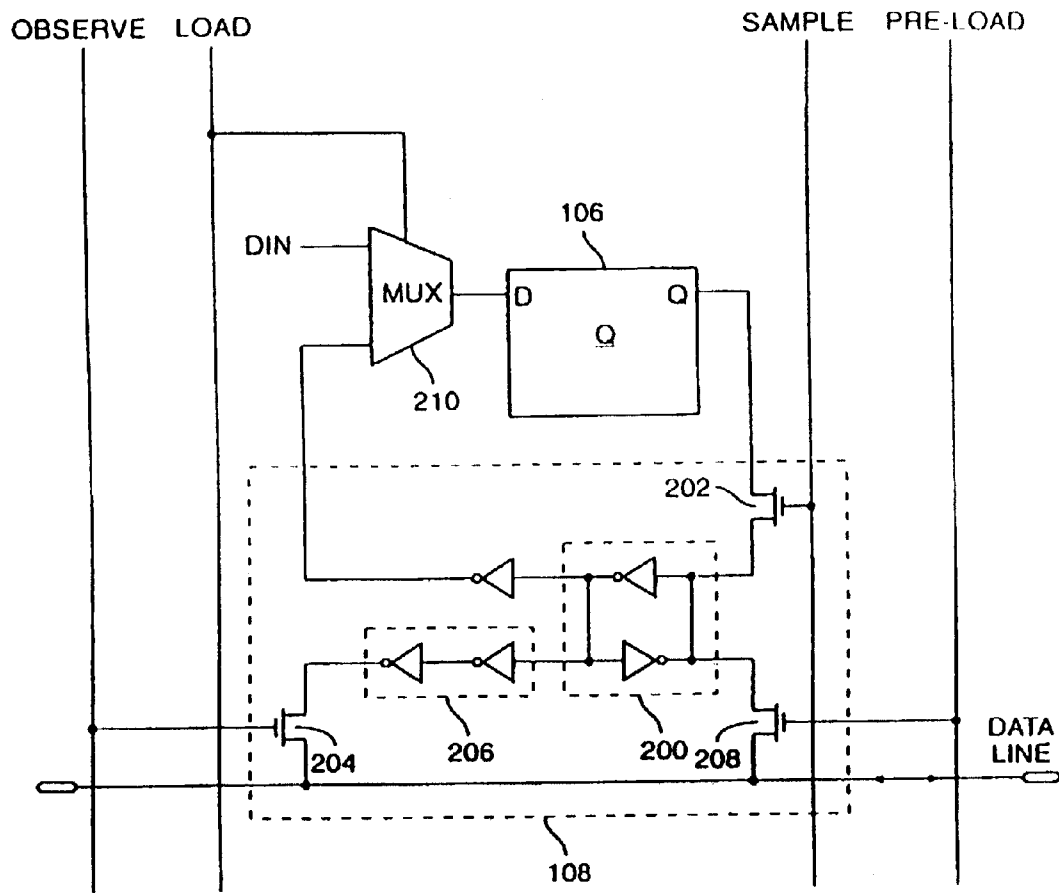 OBSERVE LOAD SAMPLE PRE-LOAD
106
DIN
MUX
D Q
Q
210
202
206 200
204 208
DATA
LINE
108